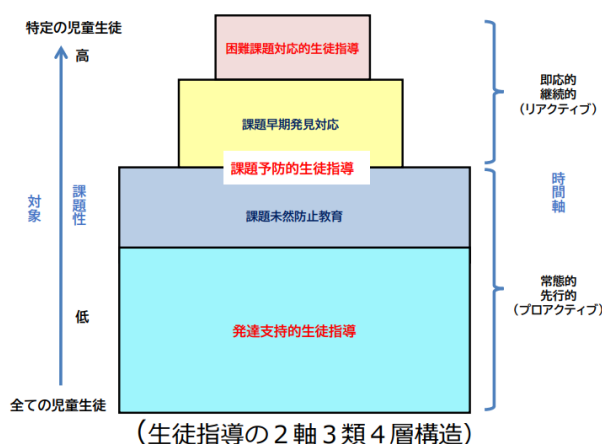 特定の児童生徒
高
困難課題対応的生徒指導
即応的
継続的
(リアクティブ)
課題早期発見対応
課題予防的生徒指導
対象
課題性
時間軸
課題未然防止教育
常態的
先行的
(プロアクティブ)
低
発達支持的生徒指導
全ての児童生徒
(生徒指導の2軸3類4層構造)